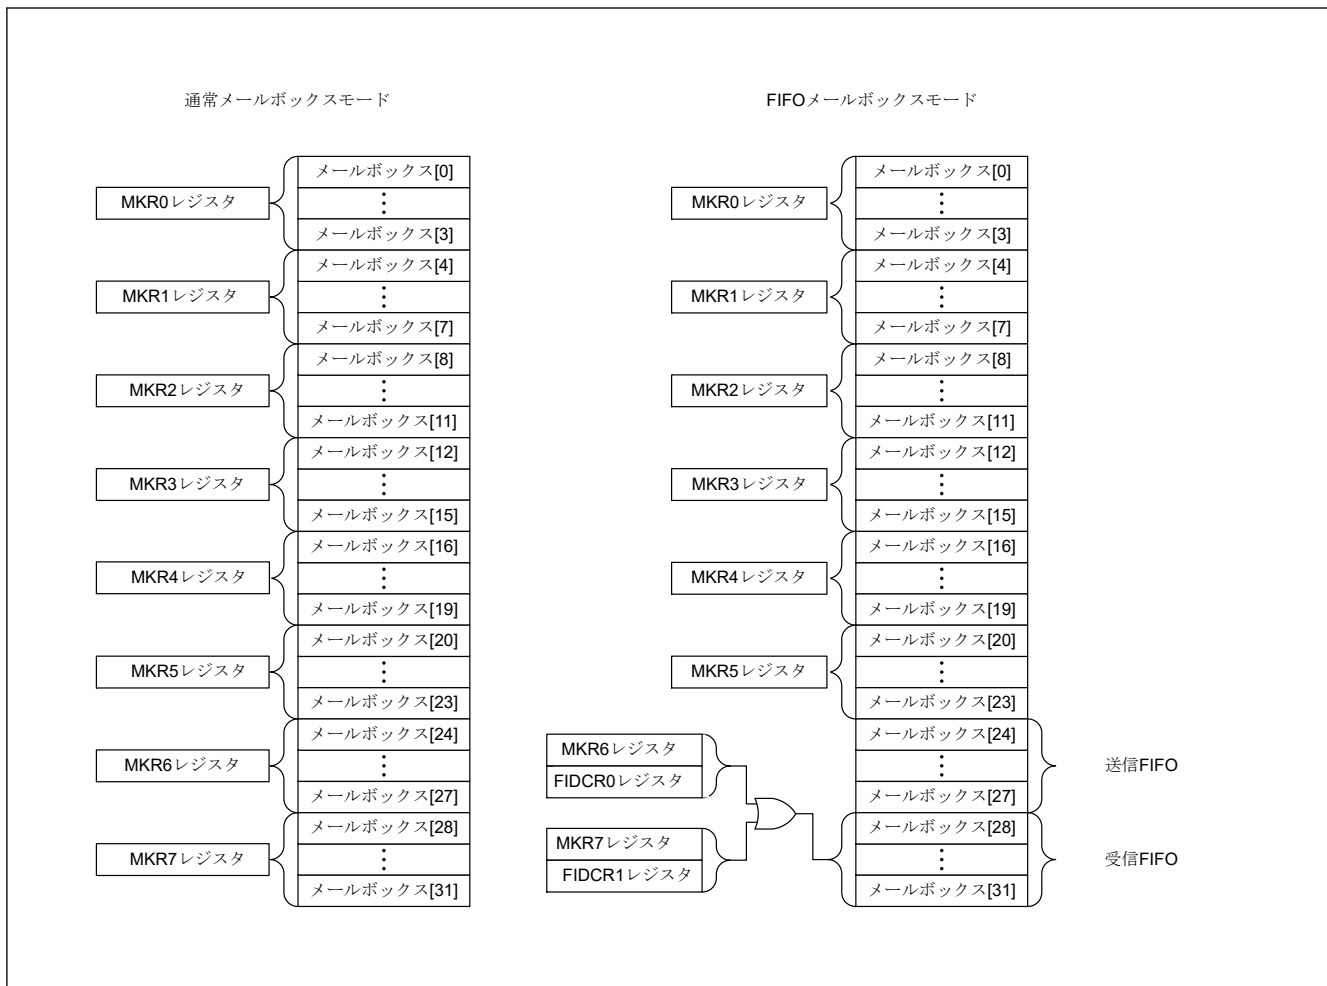 通常メールボックスモード
メールボックス[0]
MKR0レジスタ
メールボックス[3]
メールボックス[4]
MKR1レジスタ
メールボックス[7]
メールボックス[8]
MKR2レジスタ
メールボックス[11]
メールボックス[12]
MKR3レジスタ
メールボックス[15]
メールボックス[16]
MKR4レジスタ
メールボックス[19]
メールボックス[20]
MKR5レジスタ
メールボックス[23]
メールボックス[24]
MKR6レジスタ
メールボックス[27]
メールボックス[28]
MKR7レジスタ
メールボックス[31]
FIFOメールボックスモード
メールボックス[0]
MKR0レジスタ
メールボックス[3]
メールボックス[4]
MKR1レジスタ
メールボックス[7]
メールボックス[8]
MKR2レジスタ
メールボックス[11]
メールボックス[12]
MKR3レジスタ
メールボックス[15]
メールボックス[16]
MKR4レジスタ
メールボックス[19]
メールボックス[20]
MKR5レジスタ
メールボックス[23]
メールボックス[24]
MKR6レジスタ
送信FIFO
FIDCR0レジスタ
メールボックス[27]
メールボックス[28]
MKR7レジスタ
受信FIFO
FIDCR1レジスタ
メールボックス[31]